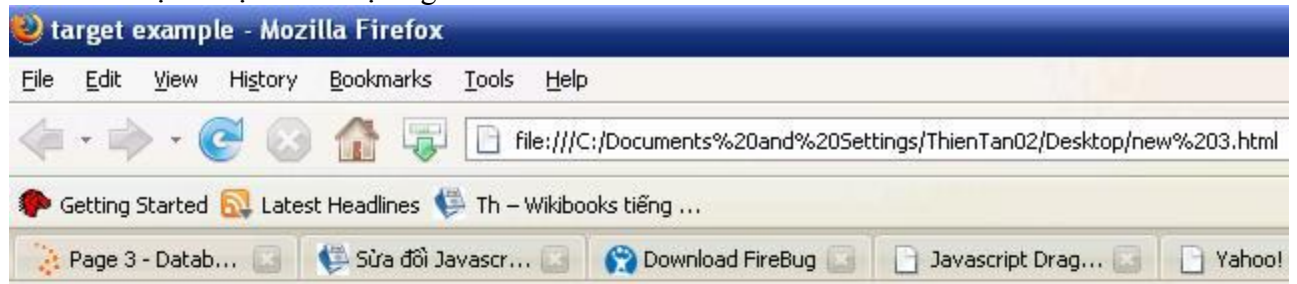 target example - Mozilla Firefox
File Edit View History Bookmarks Tools Help
file:///C:/Documents%20and%20Settings/ThienTan02/Desktop/new%203.html
Getting Started Latest Headlines Th – Wikibooks tiếng ...
Page 3 - Datab... Sửa đổi Javascr... Download FireBug Javascript Drag... Yahoo!